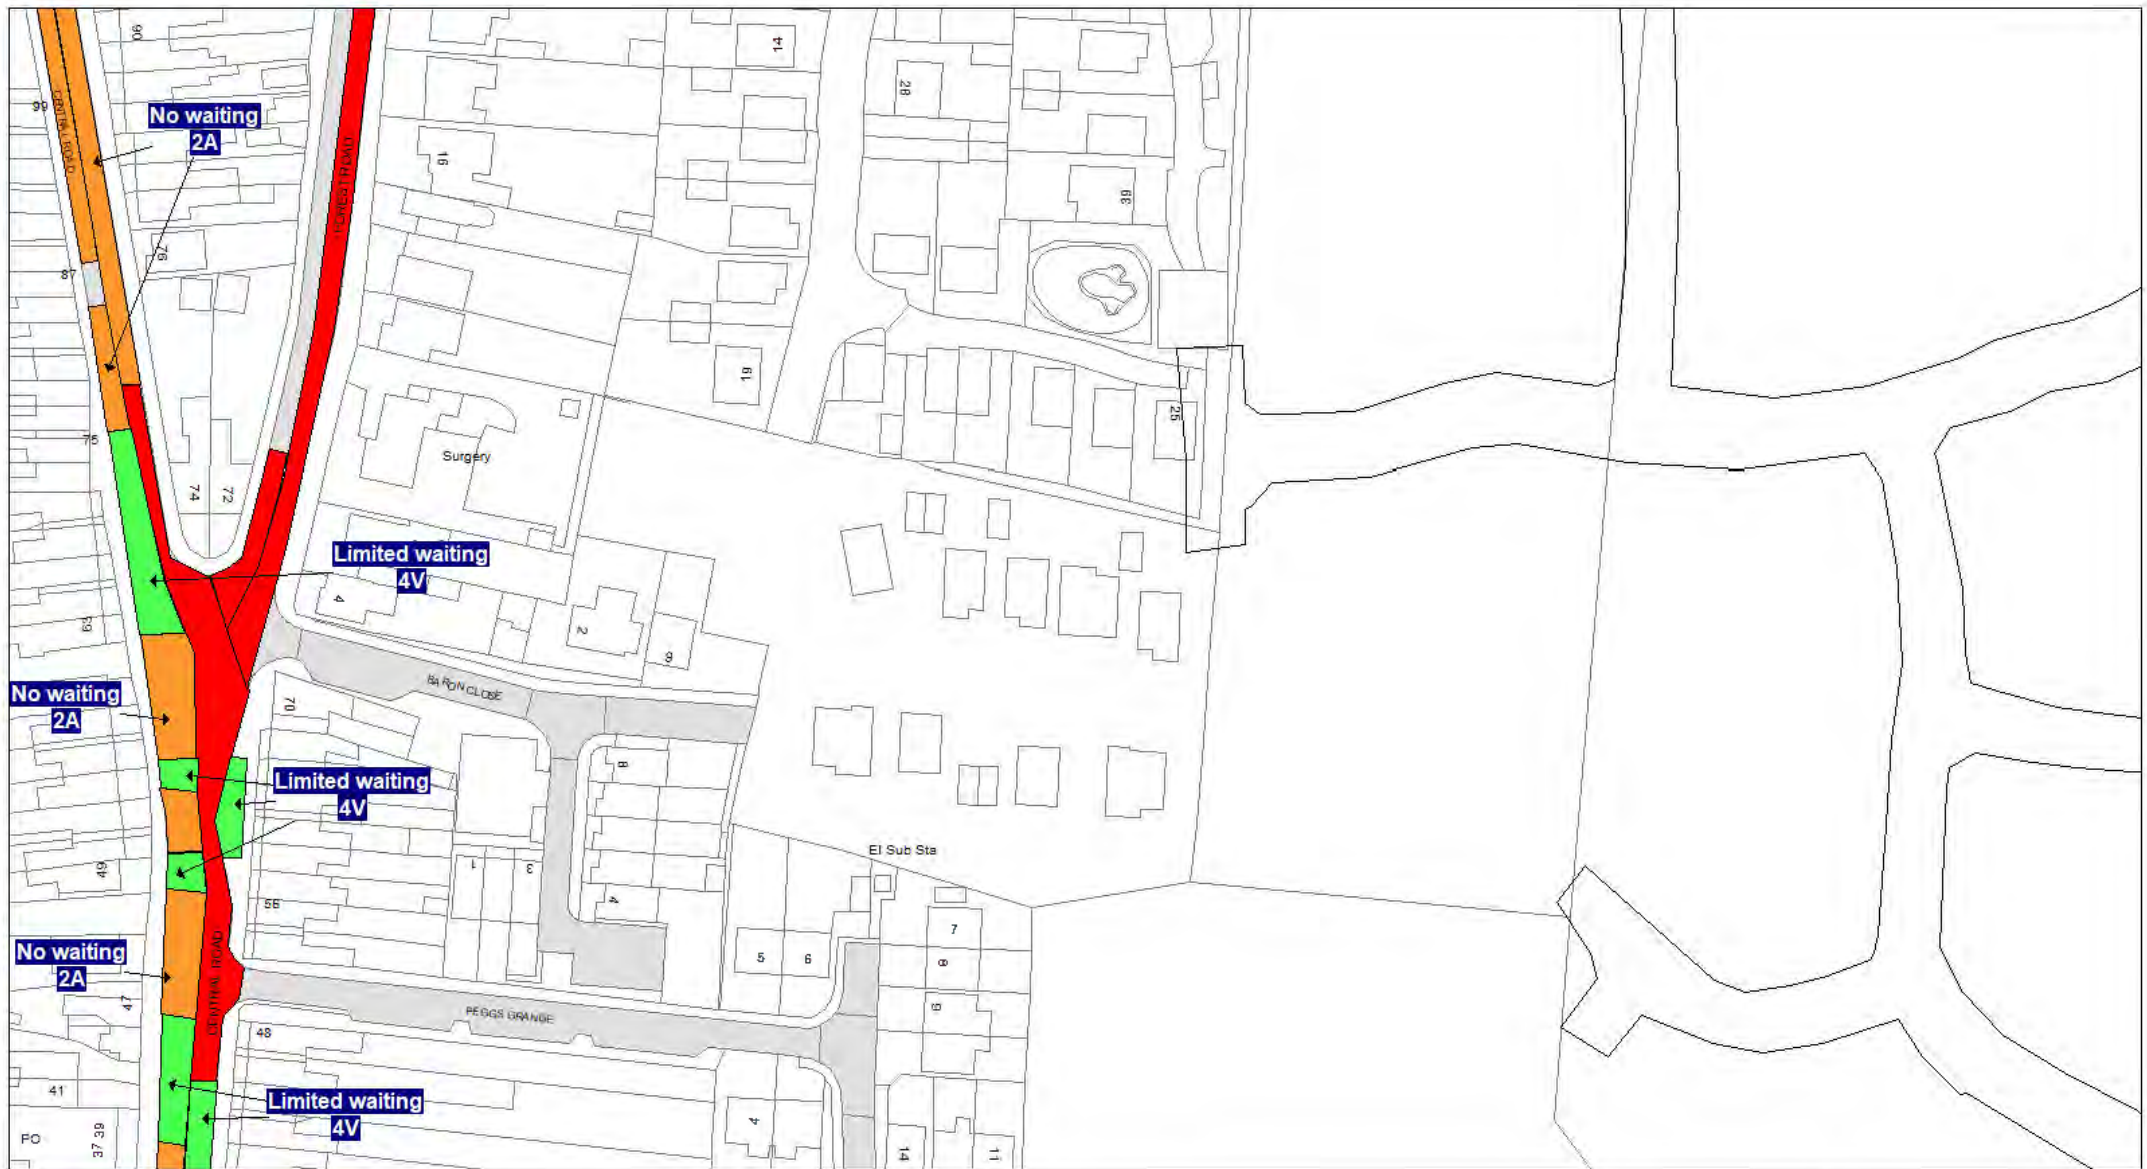 90
14
28
99
CENTRAL ROAD
No waiting
2A
FOREST ROAD
16
39
76
87
19
25
75
Surgery
74
72
Limited waiting
4V
4
63
2
9
No waiting
2A
BARON CLOSE
70
8
Limited waiting
4V
49
1
3
El Sub Sta
56
4
7
No waiting
2A
5
6
8
CENTRAL ROAD
47
9
PEGGS GRANGE
48
41
Limited waiting
4V
4
PO
37 39
14
11